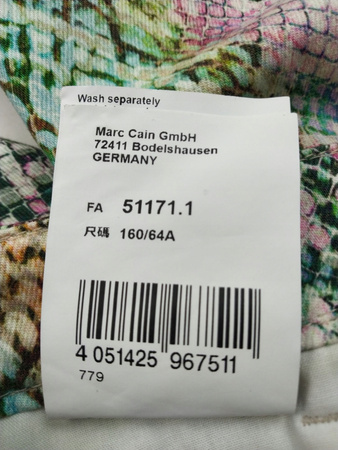 Wash separately
Marc Cain GmbH
72411 Bodelshausen
GERMANY
FA 51171.1
尺碼 160/64A
4 051425 967511
779